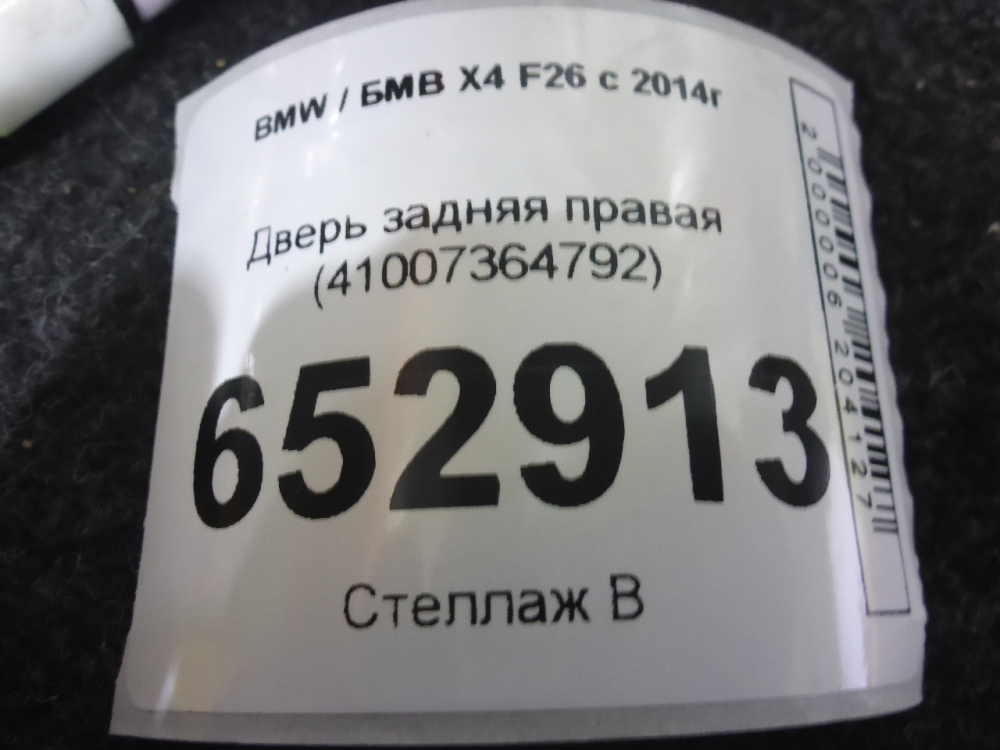 BMW / БМВ X4 F26 с 2014г
Дверь задняя правая
(41007364792)
652913
Стеллаж В
2000006204127